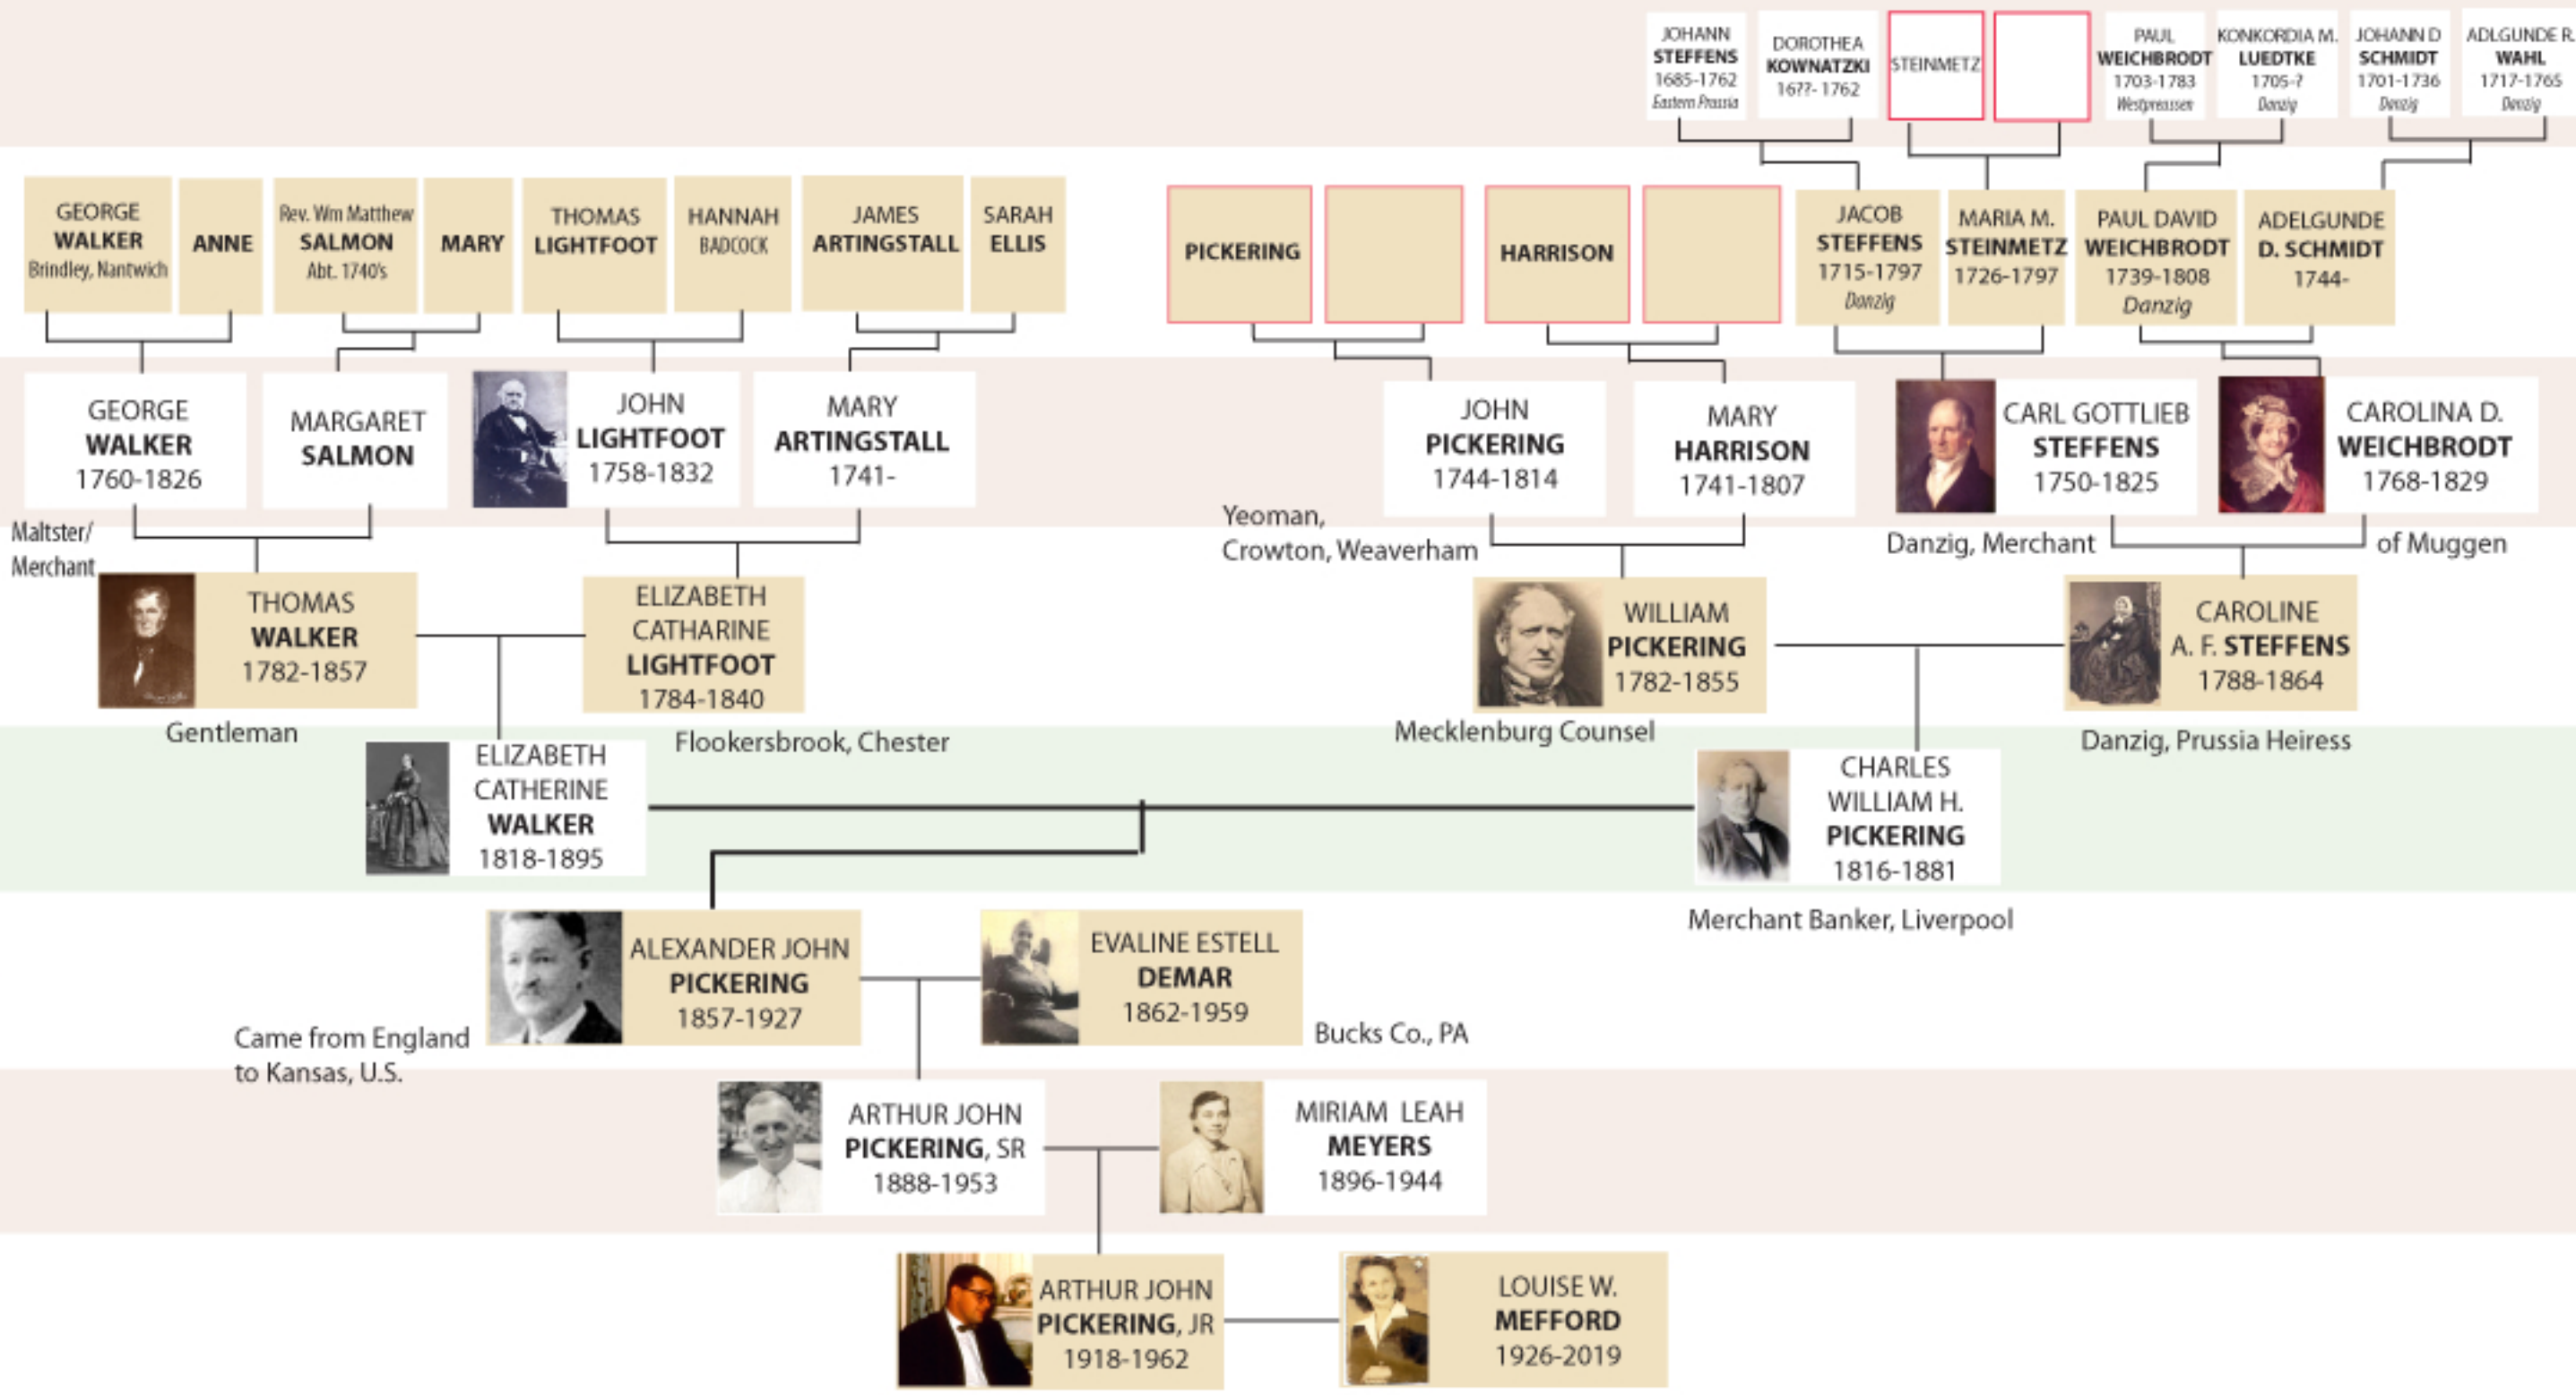 JOHANN
STEFFENS
1685-1762
Eastern Prussia
DOROTHEA
KOWNATZKI
16??- 1762
STEINMETZ
PAUL
WEICHBRODT
1703-1783
Westpreussen
KONKORDIA M.
LUEDTKE
1705-?
Danzig
JOHANN D
SCHMIDT
1701-1736
Danzig
ADLGUNDE R.
WAHL
1717-1765
Danzig
GEORGE
WALKER
Brindley, Nantwich
ANNE
Rev. Wm Matthew
SALMON
Abt. 1740's
MARY
THOMAS
LIGHTFOOT
HANNAH
BADCOCK
JAMES
ARTINGSTALL
SARAH
ELLIS
PICKERING
HARRISON
JACOB
STEFFENS
1715-1797
Danzig
MARIA M.
STEINMETZ
1726-1797
PAUL DAVID
WEICHBRODT
1739-1808
Danzig
ADELGUNDE
D. SCHMIDT
1744-
GEORGE
WALKER
1760-1826
MARGARET
SALMON
JOHN
LIGHTFOOT
1758-1832
MARY
ARTINGSTALL
1741-
JOHN
PICKERING
1744-1814
MARY
HARRISON
1741-1807
CARL GOTTLIEB
STEFFENS
1750-1825
CAROLINA D.
WEICHBRODT
1768-1829
Maltster/
Merchant
Yeoman,
Crowton, Weaverham
Danzig, Merchant
of Muggen
THOMAS
WALKER
1782-1857
ELIZABETH
CATHARINE
LIGHTFOOT
1784-1840
WILLIAM
PICKERING
1782-1855
CAROLINE
A. F. STEFFENS
1788-1864
Gentleman
Flookersbrook, Chester
Mecklenburg Counsel
Danzig, Prussia Heiress
ELIZABETH
CATHERINE
WALKER
1818-1895
CHARLES
WILLIAM H.
PICKERING
1816-1881
Merchant Banker, Liverpool
ALEXANDER JOHN
PICKERING
1857-1927
EVALINE ESTELL
DEMAR
1862-1959
Came from England
to Kansas, U.S.
Bucks Co., PA
ARTHUR JOHN
PICKERING, SR
1888-1953
MIRIAM LEAH
MEYERS
1896-1944
ARTHUR JOHN
PICKERING, JR
1918-1962
LOUISE W.
MEFFORD
1926-2019